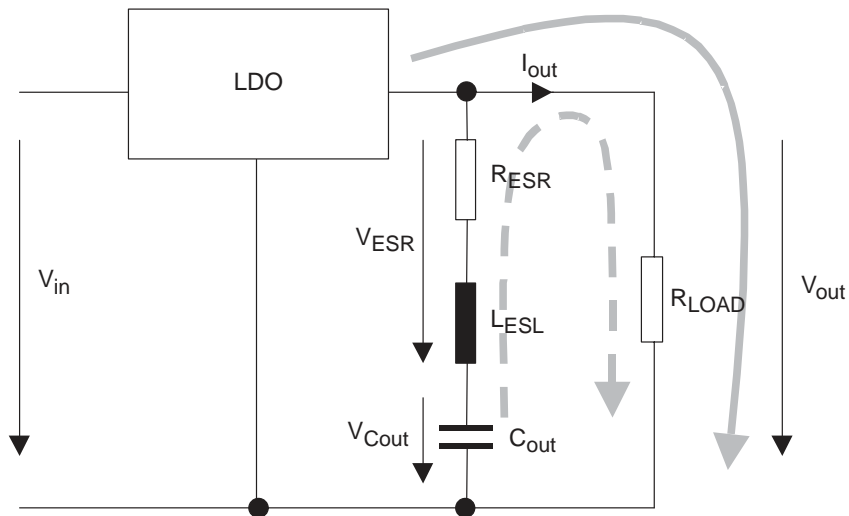 LDO
Iout
RESR
VESR
Vin
LESL
RLOAD
Vout
VCout
Cout